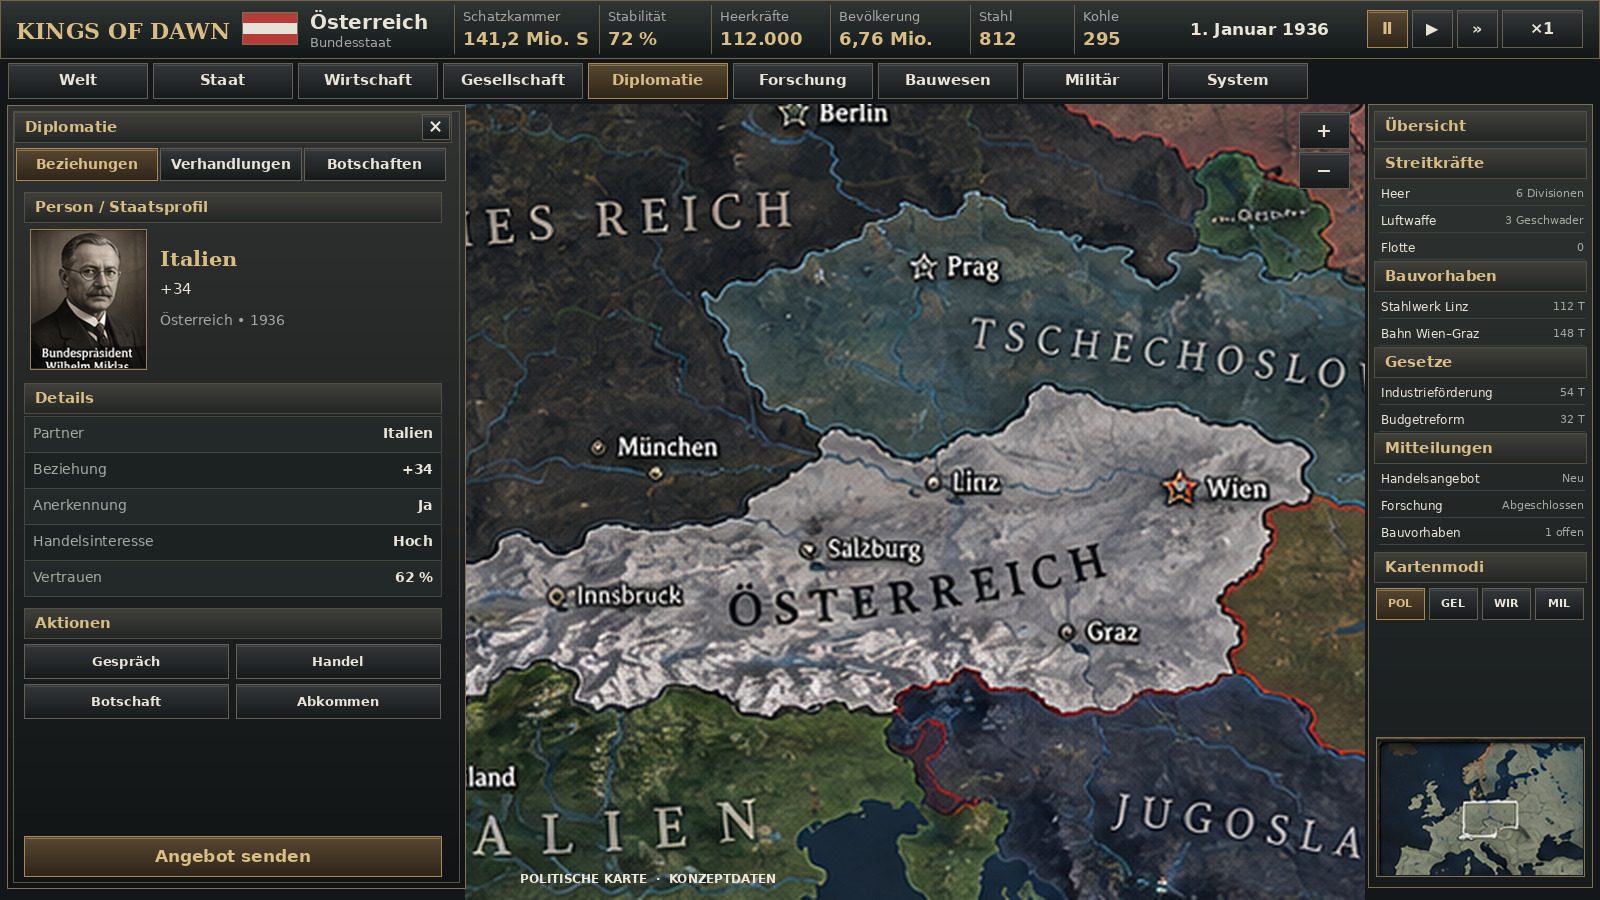 KINGS OF DAWN
Österreich
Bundesstaat
Schatzkammer
141,2 Mio. S
Stabilität
72 %
Heerkräfte
112.000
Bevölkerung
6,76 Mio.
Stahl
812
Kohle
295
1. Januar 1936
×1
Welt
Staat
Wirtschaft
Gesellschaft
Diplomatie
Forschung
Bauwesen
Militär
System
Diplomatie
Beziehungen
Verhandlungen
Botschaften
Person / Staatsprofil
Bundespräsident
Wilhelm Miklas
Italien
+34
Österreich • 1936
Details
Partner Italien
Beziehung +34
Anerkennung Ja
Handelsinteresse Hoch
Vertrauen 62 %
Aktionen
Gespräch
Handel
Botschaft
Abkommen
Angebot senden
Berlin
IES REICH
Prag
TSCHECHOSLO
München
Linz
Wien
Salzburg
ÖSTERREICH
Innsbruck
Graz
land
ALIEN
JUGOSLA
POLITISCHE KARTE · KONZEPTDATEN
Übersicht
Streitkräfte
Heer 6 Divisionen
Luftwaffe 3 Geschwader
Flotte 0
Bauvorhaben
Stahlwerk Linz 112 T
Bahn Wien–Graz 148 T
Gesetze
Industrieförderung 54 T
Budgetreform 32 T
Mitteilungen
Handelsangebot Neu
Forschung Abgeschlossen
Bauvorhaben 1 offen
Kartenmodi
POL
GEL
WIR
MIL